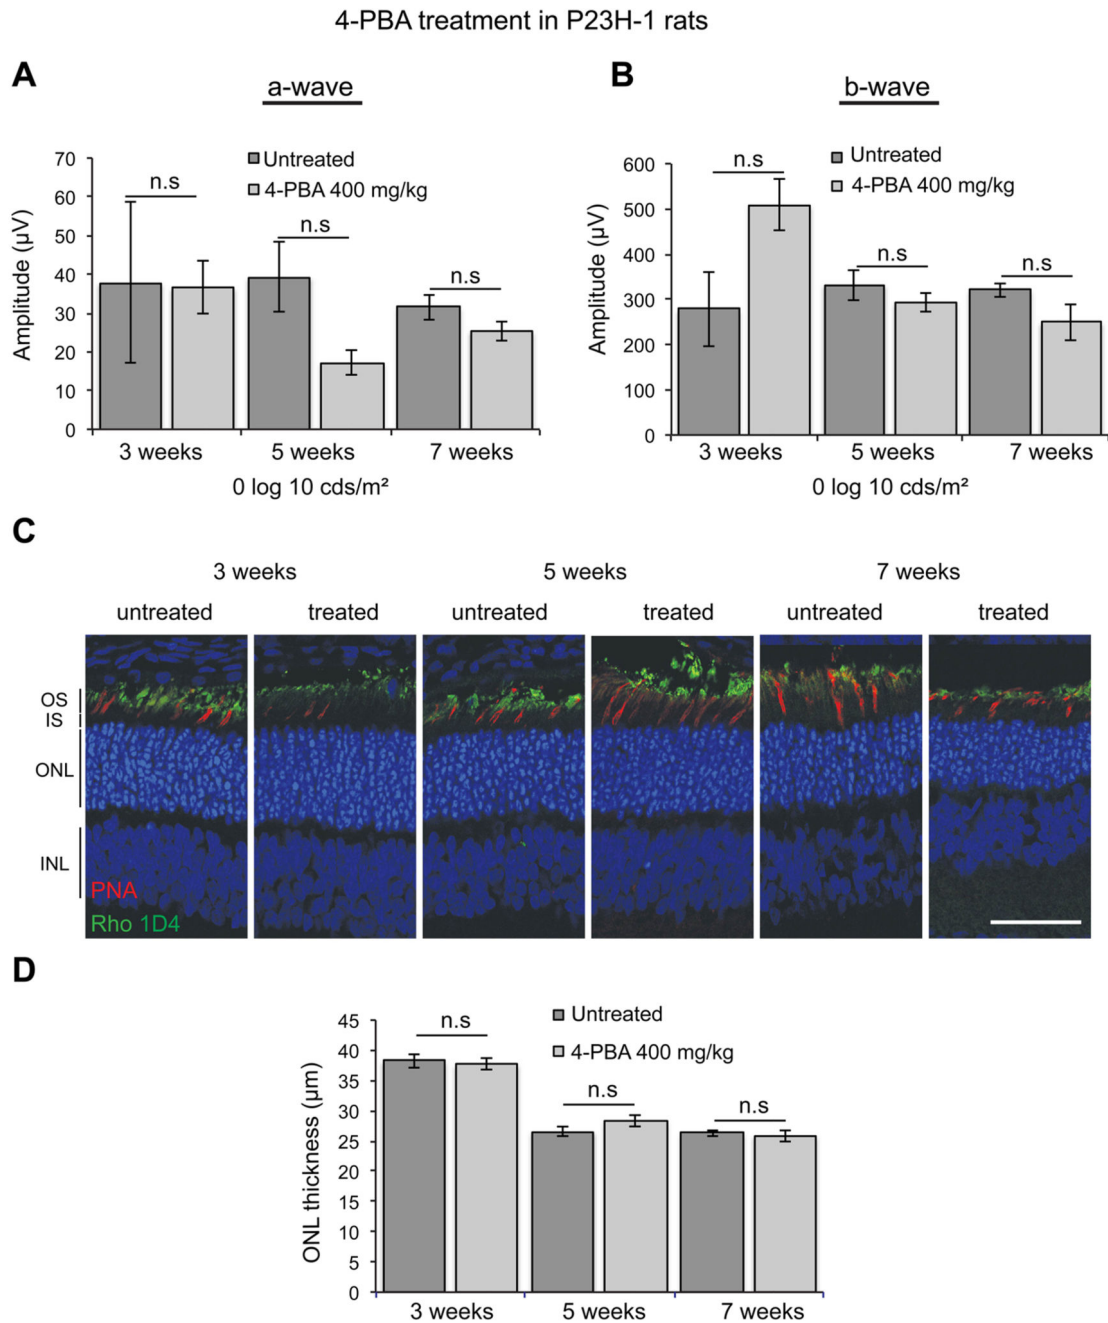 4-PBA treatment in P23H-1 rats
A
a-wave
Untreated
4-PBA 400 mg/kg
n.s
n.s
n.s
Amplitude (µV)
70
60
50
40
30
20
10
0
3 weeks 5 weeks 7 weeks
0 log 10 cds/m²
B
b-wave
Untreated
4-PBA 400 mg/kg
n.s
n.s
n.s
Amplitude (µV)
600
500
400
300
200
100
0
3 weeks 5 weeks 7 weeks
0 log 10 cds/m²
C
3 weeks 5 weeks 7 weeks
untreated treated untreated treated untreated treated
OS
IS
ONL
INL
PNA
Rho 1D4
D
Untreated
4-PBA 400 mg/kg
n.s
n.s
n.s
ONL thickness (µm)
45
40
35
30
25
20
15
10
5
0
3 weeks 5 weeks 7 weeks